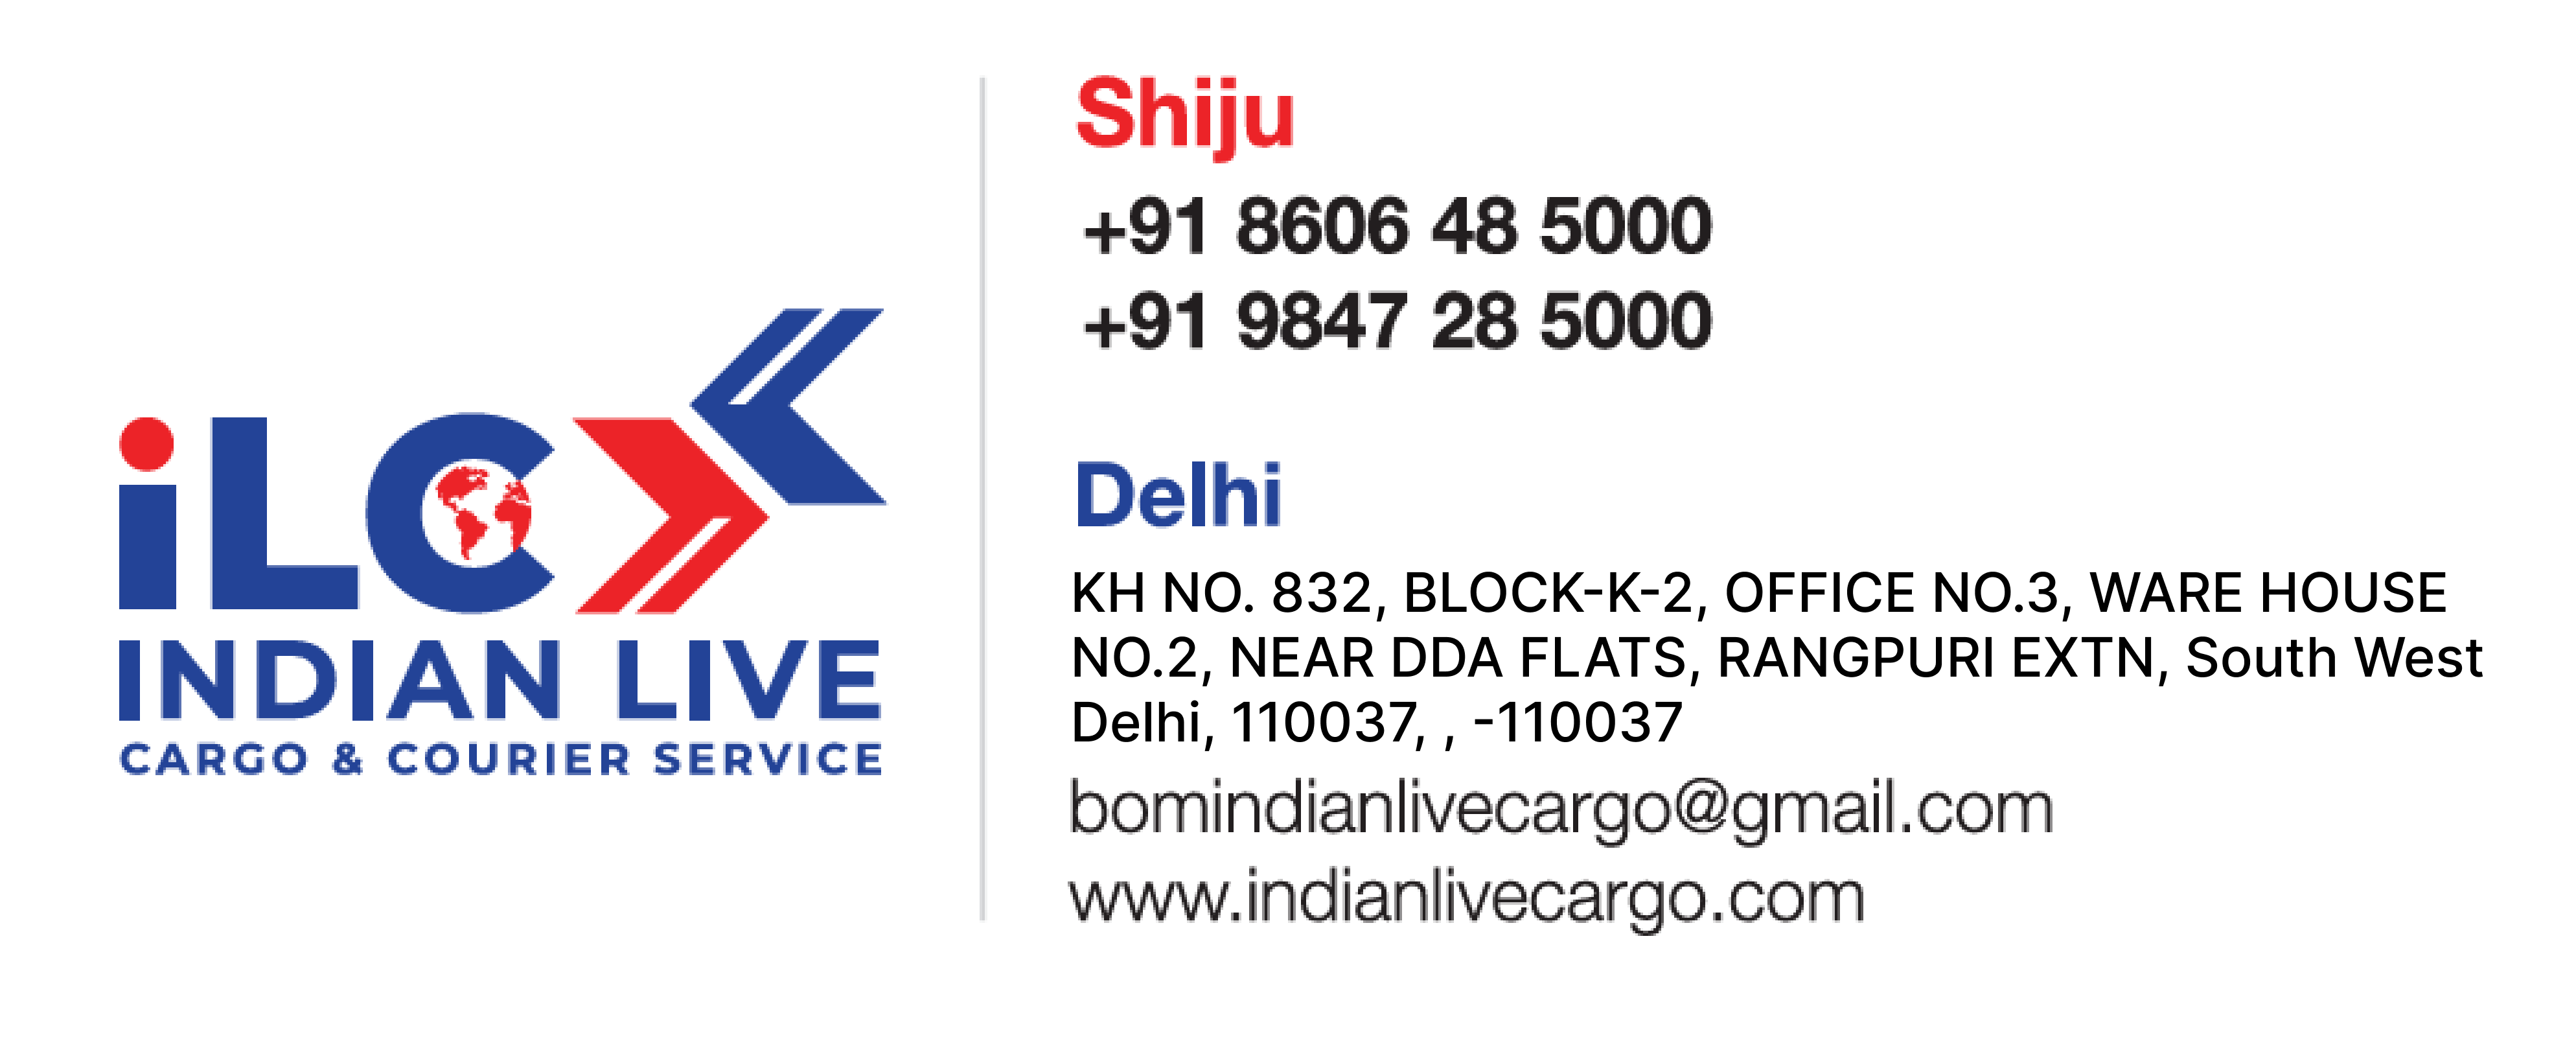 iLC
INDIAN LIVE
CARGO & COURIER SERVICE
Shiju
+91 8606 48 5000
+91 9847 28 5000
Delhi
KH NO. 832, BLOCK-K-2, OFFICE NO.3, WARE HOUSE
NO.2, NEAR DDA FLATS, RANGPURI EXTN, South West
Delhi, 110037, , -110037
bomindianlivecargo@gmail.com
www.indianlivecargo.com